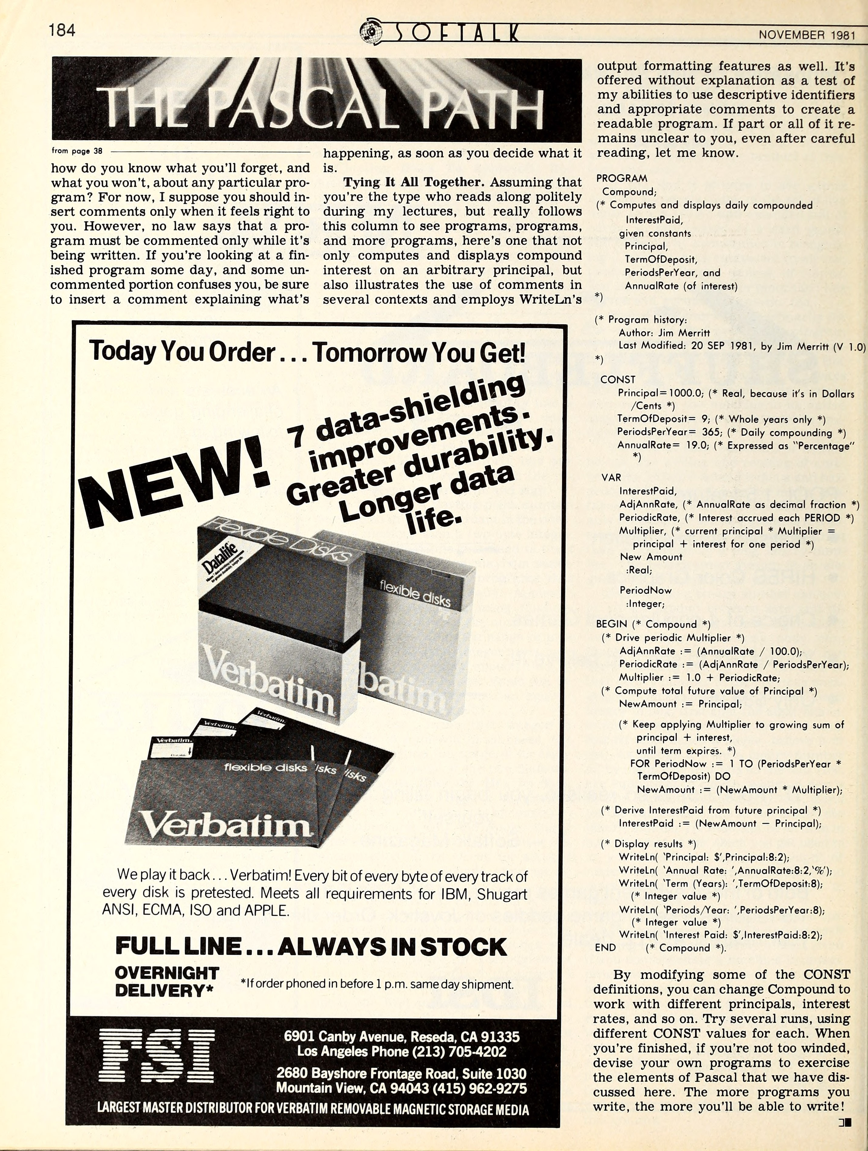 184
SOFTALK
NOVEMBER 1981
THE PASCAL PATH
from page 38
how do you know what you'll forget, and
what you won't, about any particular pro-
gram? For now, I suppose you should in-
sert comments only when it feels right to
you. However, no law says that a pro-
gram must be commented only while it's
being written. If you're looking at a fin-
ished program some day, and some un-
commented portion confuses you, be sure
to insert a comment explaining what's
happening, as soon as you decide what it
is.
Tying It All Together. Assuming that
you're the type who reads along politely
during my lectures, but really follows
this column to see programs, programs,
and more programs, here's one that not
only computes and displays compound
interest on an arbitrary principal, but
also illustrates the use of comments in
several contexts and employs WriteLn's
output formatting features as well. It's
offered without explanation as a test of
my abilities to use descriptive identifiers
and appropriate comments to create a
readable program. If part or all of it re-
mains unclear to you, even after careful
reading, let me know.
PROGRAM
Compound;
(* Computes and displays daily compounded
InterestPaid,
given constants
Principal,
TermOfDeposit,
PeriodsPerYear, and
AnnualRate (of interest)
*)
(* Program history:
Author: Jim Merritt
Last Modified: 20 SEP 1981, by Jim Merritt (V 1.0)
*)
CONST
Principal=1000.0; (* Real, because it's in Dollars
/Cents *)
TermOfDeposit= 9; (* Whole years only *)
PeriodsPerYear= 365; (* Daily compounding *)
AnnualRate= 19.0; (* Expressed as "Percentage"
*)
VAR
InterestPaid,
AdjAnnRate, (* AnnualRate as decimal fraction *)
PeriodicRate, (* Interest accrued each PERIOD *)
Multiplier, (* current principal * Multiplier =
principal + interest for one period *)
New Amount
:Real;
PeriodNow
:Integer;
BEGIN (* Compound *)
(* Drive periodic Multiplier *)
AdjAnnRate := (AnnualRate / 100.0);
PeriodicRate := (AdjAnnRate / PeriodsPerYear);
Multiplier := 1.0 + PeriodicRate;
(* Compute total future value of Principal *)
NewAmount := Principal;
(* Keep applying Multiplier to growing sum of
principal + interest,
until term expires. *)
FOR PeriodNow := 1 TO (PeriodsPerYear *
TermOfDeposit) DO
NewAmount := (NewAmount * Multiplier);
(* Derive InterestPaid from future principal *)
InterestPaid := (NewAmount — Principal);
(* Display results *)
WriteLn( 'Principal: $',Principal:8:2);
WriteLn( 'Annual Rate: ',AnnualRate:8:2,'%');
WriteLn( 'Term (Years): ',TermOfDeposit:8);
(* Integer value *)
WriteLn( 'Periods/Year: ',PeriodsPerYear:8);
(* Integer value *)
WriteLn( 'Interest Paid: $',InterestPaid:8:2);
END (* Compound *).
By modifying some of the CONST
definitions, you can change Compound to
work with different principals, interest
rates, and so on. Try several runs, using
different CONST values for each. When
you're finished, if you're not too winded,
devise your own programs to exercise
the elements of Pascal that we have dis-
cussed here. The more programs you
write, the more you'll be able to write!
Today You Order... Tomorrow You Get!
NEW!
7 data-shielding
improvements.
Greater durability.
Longer data
life.
Flexible Disks
Datalife
Verbatim
flexible disks
batim
Verbatim
Verbatim
flexible disks
isks
isks
Verbatim
We play it back... Verbatim! Every bit of every byte of every track of
every disk is pretested. Meets all requirements for IBM, Shugart
ANSI, ECMA, ISO and APPLE.
FULL LINE... ALWAYS IN STOCK
OVERNIGHT
DELIVERY*
*If order phoned in before 1 p.m. same day shipment.
FSI
6901 Canby Avenue, Reseda, CA 91335
Los Angeles Phone (213) 705-4202
2680 Bayshore Frontage Road, Suite 1030
Mountain View, CA 94043 (415) 962-9275
LARGEST MASTER DISTRIBUTOR FOR VERBATIM REMOVABLE MAGNETIC STORAGE MEDIA